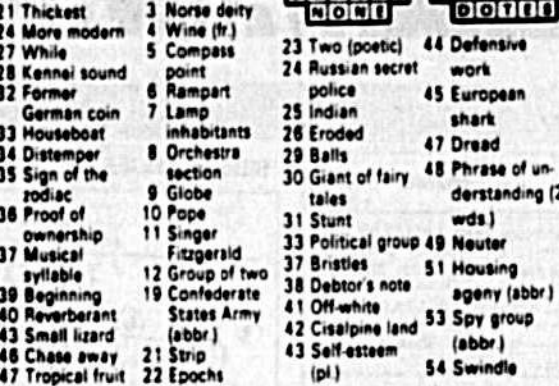 21 Thickest
24 More modern
27 While
28 Kennel sound
32 Former
German coin
33 Houseboat
34 Distemper
35 Sign of the
zodiac
36 Proof of
ownership
37 Musical
syllable
39 Beginning
40 Reverberant
43 Small lizard
46 Chase away
47 Tropical fruit
3 Norse deity
4 Wine (fr.)
5 Compass
point
6 Rampart
7 Lamp
inhabitants
8 Orchestra
section
9 Globe
10 Pope
11 Singer
Fitzgerald
12 Group of two
19 Confederate
States Army
(abbr.)
21 Strip
22 Epochs
NONE
23 Two (poetic)
24 Russian secret
police
25 Indian
26 Eroded
29 Balls
30 Giant of fairy
tales
31 Stunt
33 Political group
37 Bristles
38 Debtor's note
41 Off-white
42 Cisalpine land
43 Self-esteem
(pl.)
44 Defensive
work
45 European
shark
47 Dread
48 Phrase of un-
derstanding (2
wds.)
49 Neuter
51 Housing
ageny (abbr.)
53 Spy group
(abbr.)
54 Swindle